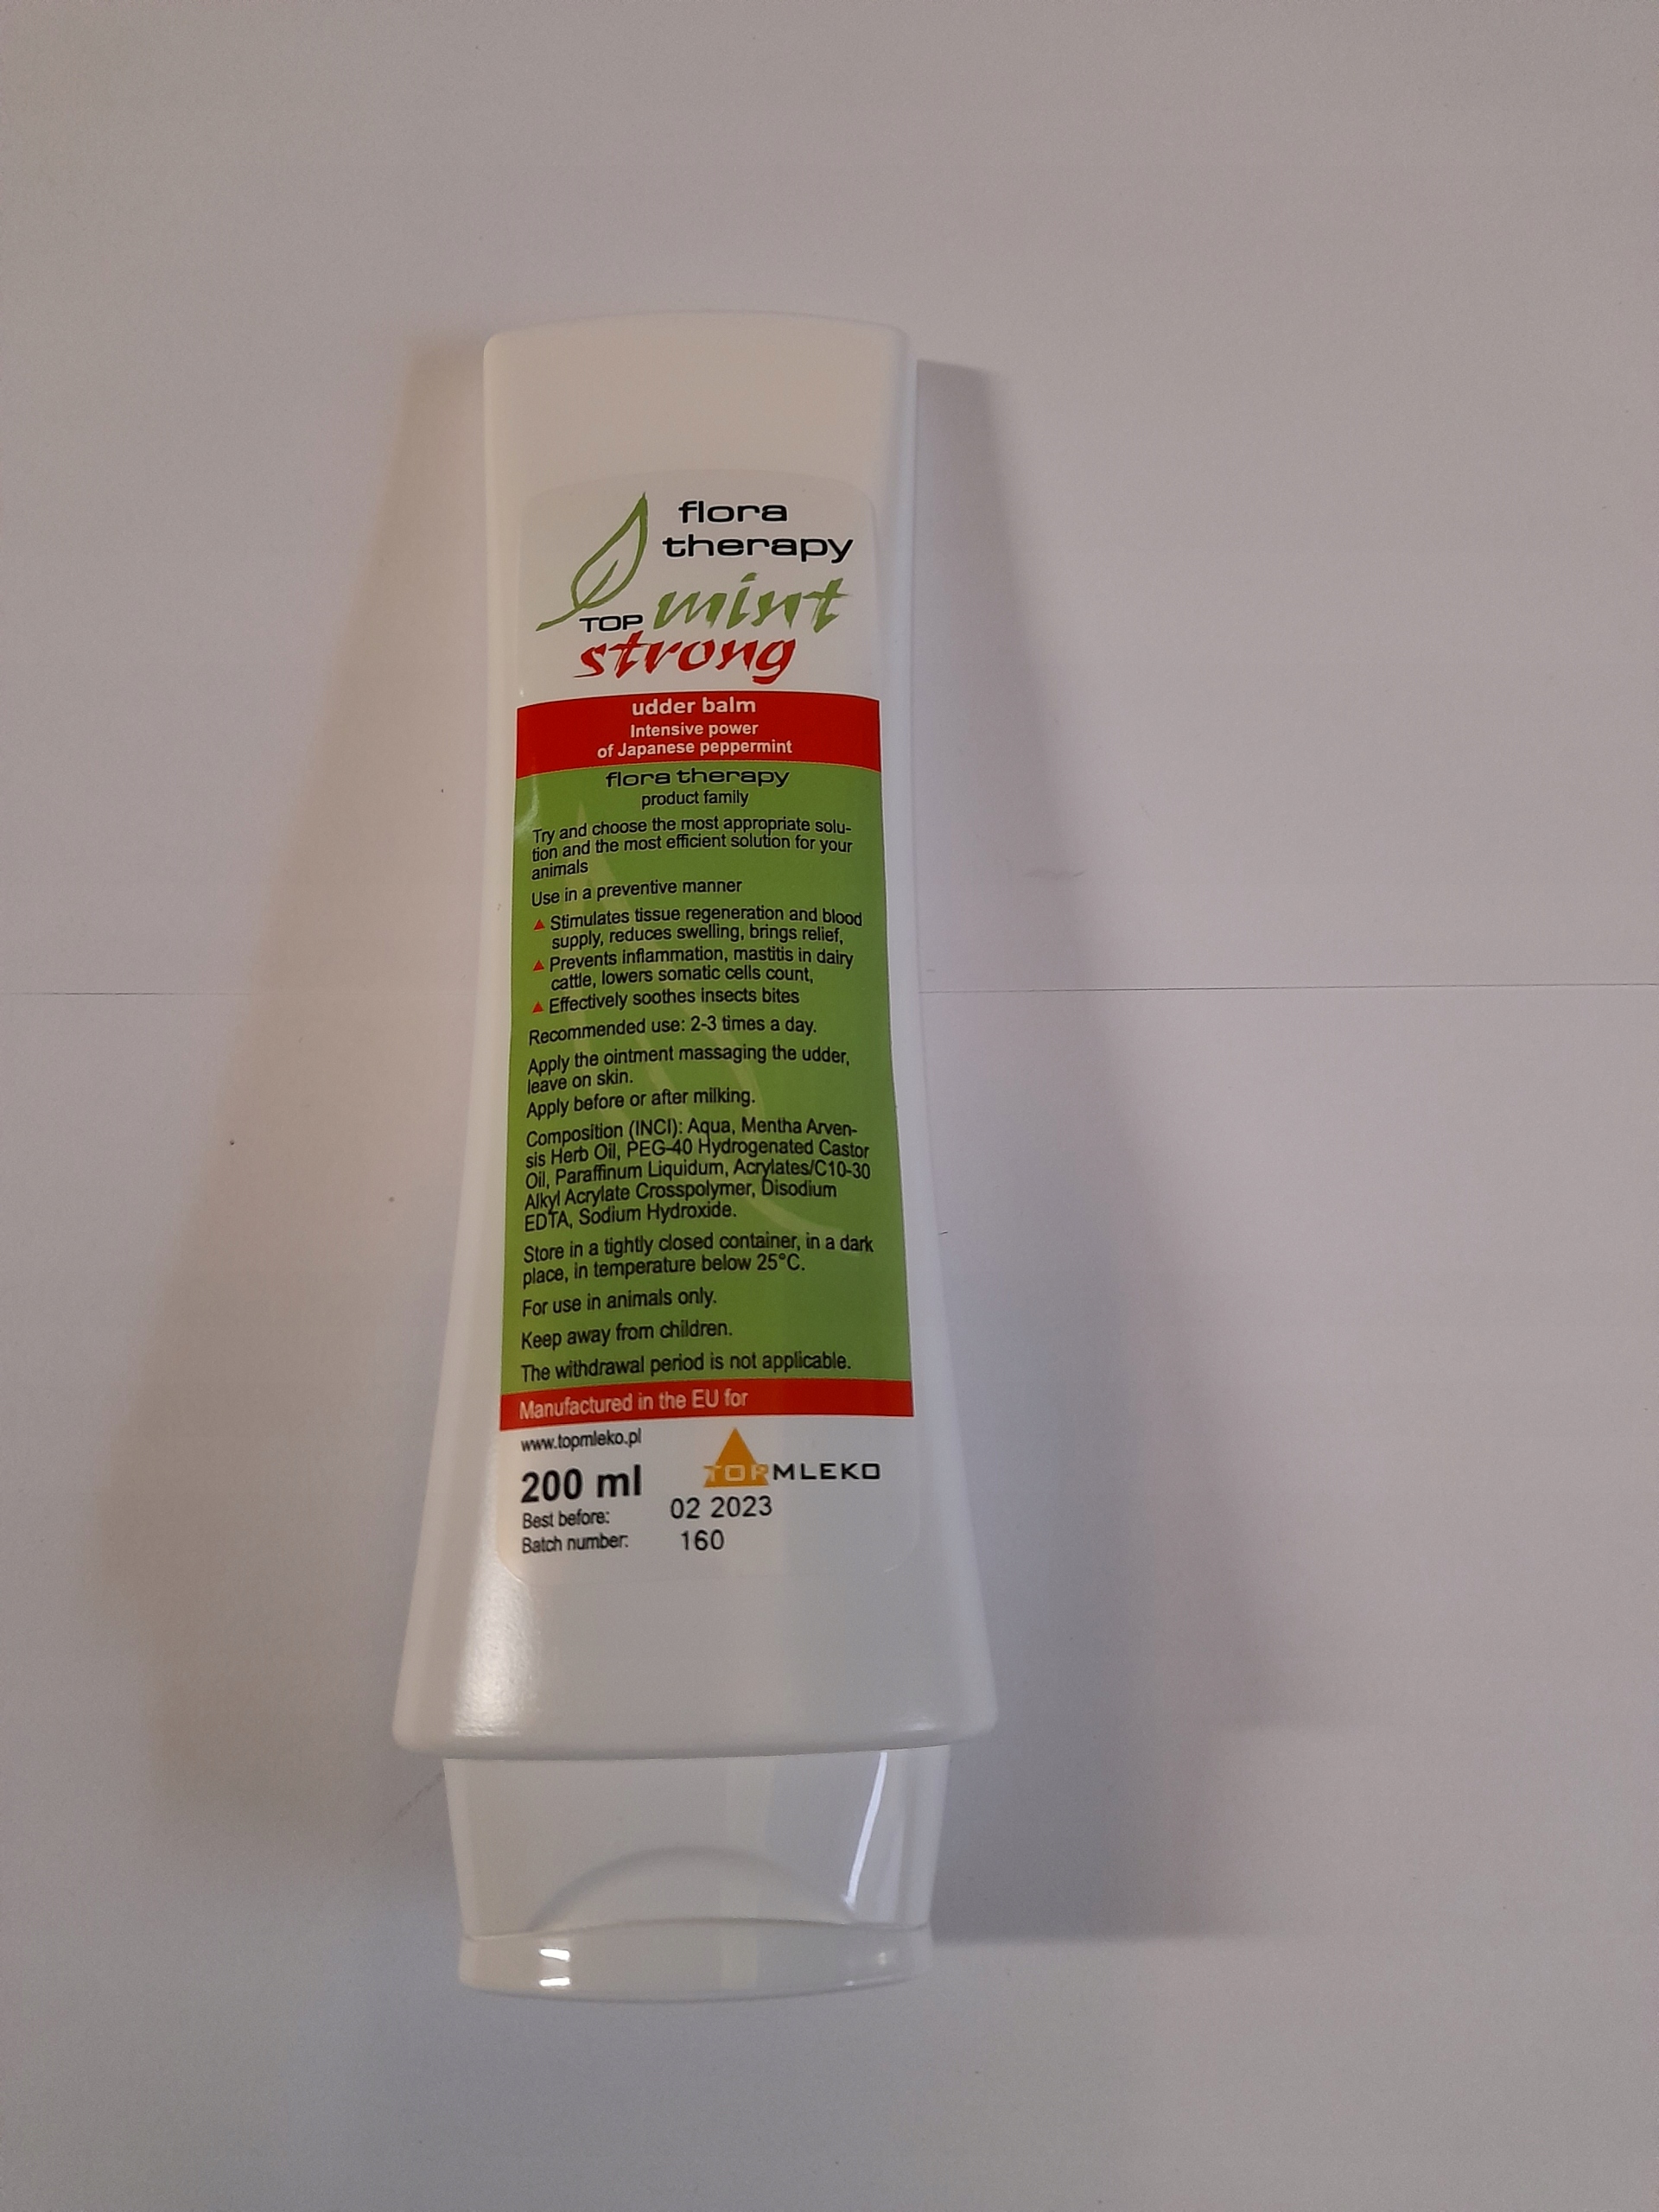 flora
therapy
TOP mint
strong
udder balm
Intensive power
of Japanese peppermint
flora therapy
product family
Try and choose the most appropriate solu-
tion and the most efficient solution for your
animals
Use in a preventive manner
Stimulates tissue regeneration and blood
supply, reduces swelling, brings relief,
Prevents inflammation, mastitis in dairy
cattle, lowers somatic cells count,
Effectively soothes insects bites
Recommended use: 2-3 times a day.
Apply the ointment massaging the udder,
leave on skin.
Apply before or after milking.
Composition (INCI): Aqua, Mentha Arven-
sis Herb Oil, PEG-40 Hydrogenated Castor
Oil, Paraffinum Liquidum, Acrylates/C10-30
Alkyl Acrylate Crosspolymer, Disodium
EDTA, Sodium Hydroxide.
Store in a tightly closed container, in a dark
place, in temperature below 25°C.
For use in animals only.
Keep away from children.
The withdrawal period is not applicable.
Manufactured in the EU for
www.topmleko.pl
TOPMLEKO
200 ml
Best before: 02 2023
Batch number: 160